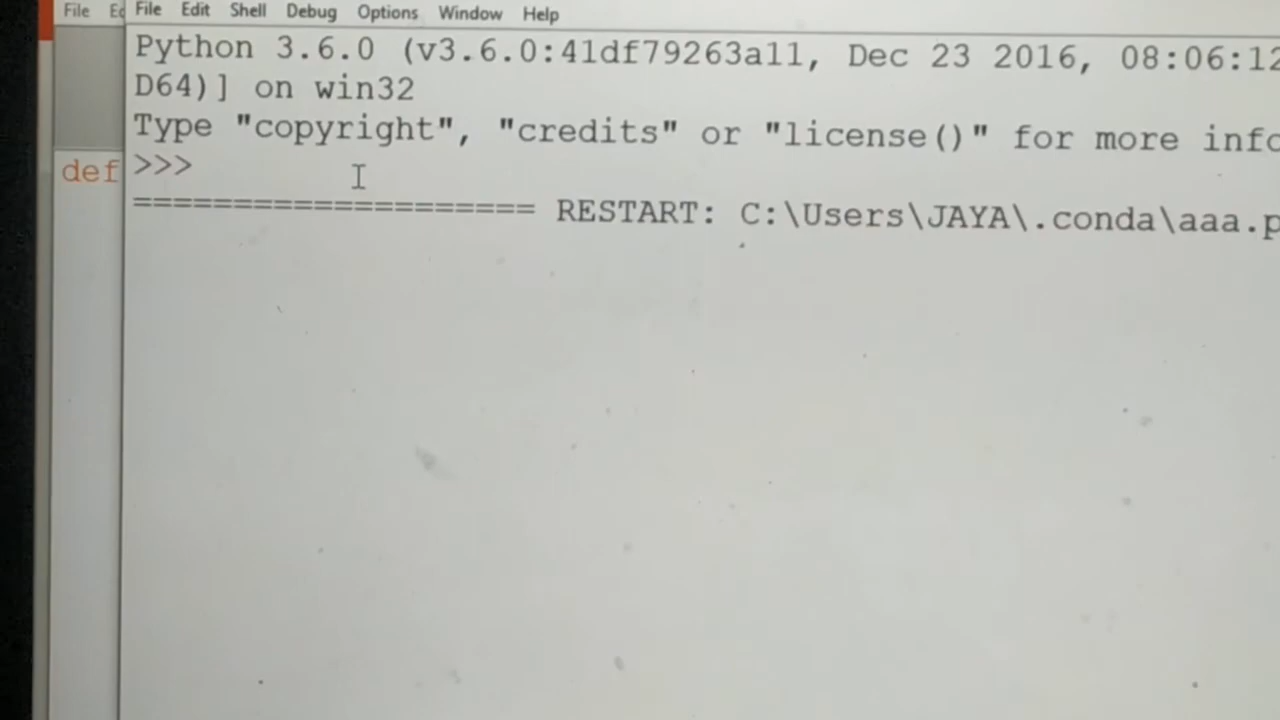 File Ed File Edit Shell Debug Options Window Help
Python 3.6.0 (v3.6.0:41df79263a11, Dec 23 2016, 08:06:12
D64)] on win32
Type "copyright", "credits" or "license()" for more info
def >>>
==================== RESTART: C:\Users\JAYA\.conda\aaa.p